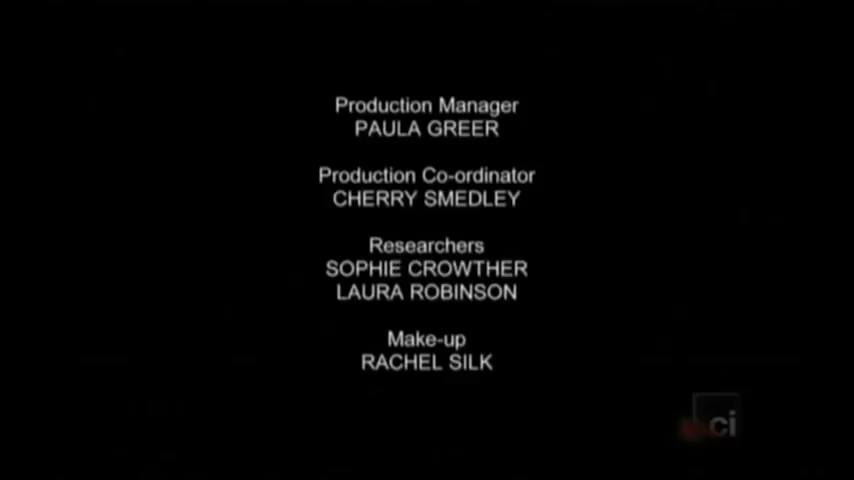 Production Manager
PAULA GREER
Production Co-ordinator
CHERRY SMEDLEY
Researchers
SOPHIE CROWTHER
LAURA ROBINSON
Make-up
RACHEL SILK
ci